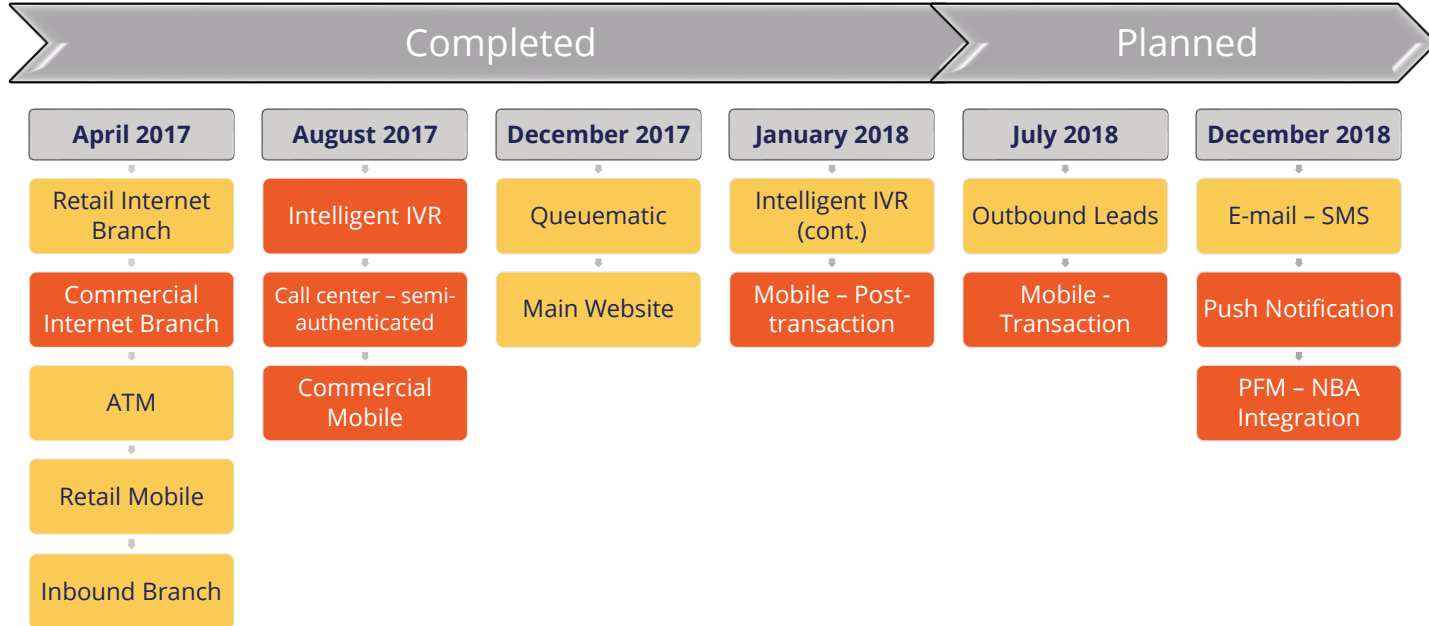 Completed
Planned
April 2017
August 2017
December 2017
January 2018
July 2018
December 2018
Retail Internet
Branch
Commercial
Internet Branch
ATM
Retail Mobile
Inbound Branch
Intelligent IVR
Call center – semi-
authenticated
Commercial
Mobile
Queuematic
Main Website
Intelligent IVR
(cont.)
Mobile – Post-
transaction
Outbound Leads
Mobile -
Transaction
E-mail – SMS
Push Notification
PFM – NBA
Integration